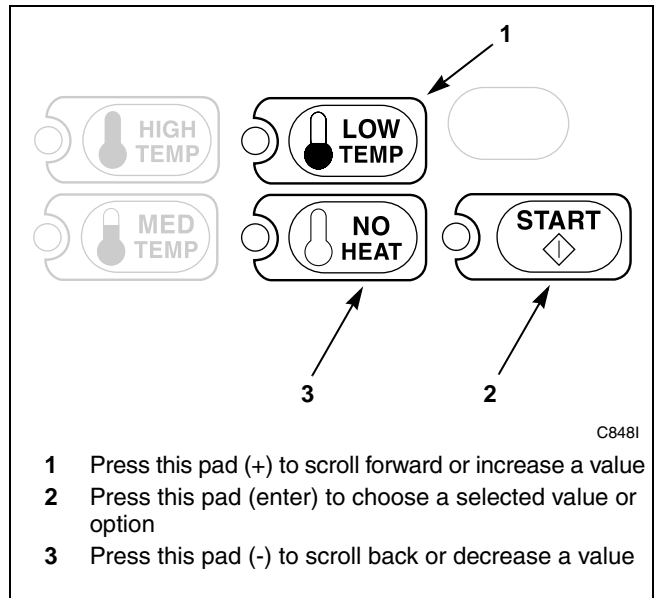 1
HIGH
TEMP
LOW
TEMP
MED
TEMP
NO
HEAT
START
3
2
C848I
1 Press this pad (+) to scroll forward or increase a value
2 Press this pad (enter) to choose a selected value or
option
3 Press this pad (-) to scroll back or decrease a value